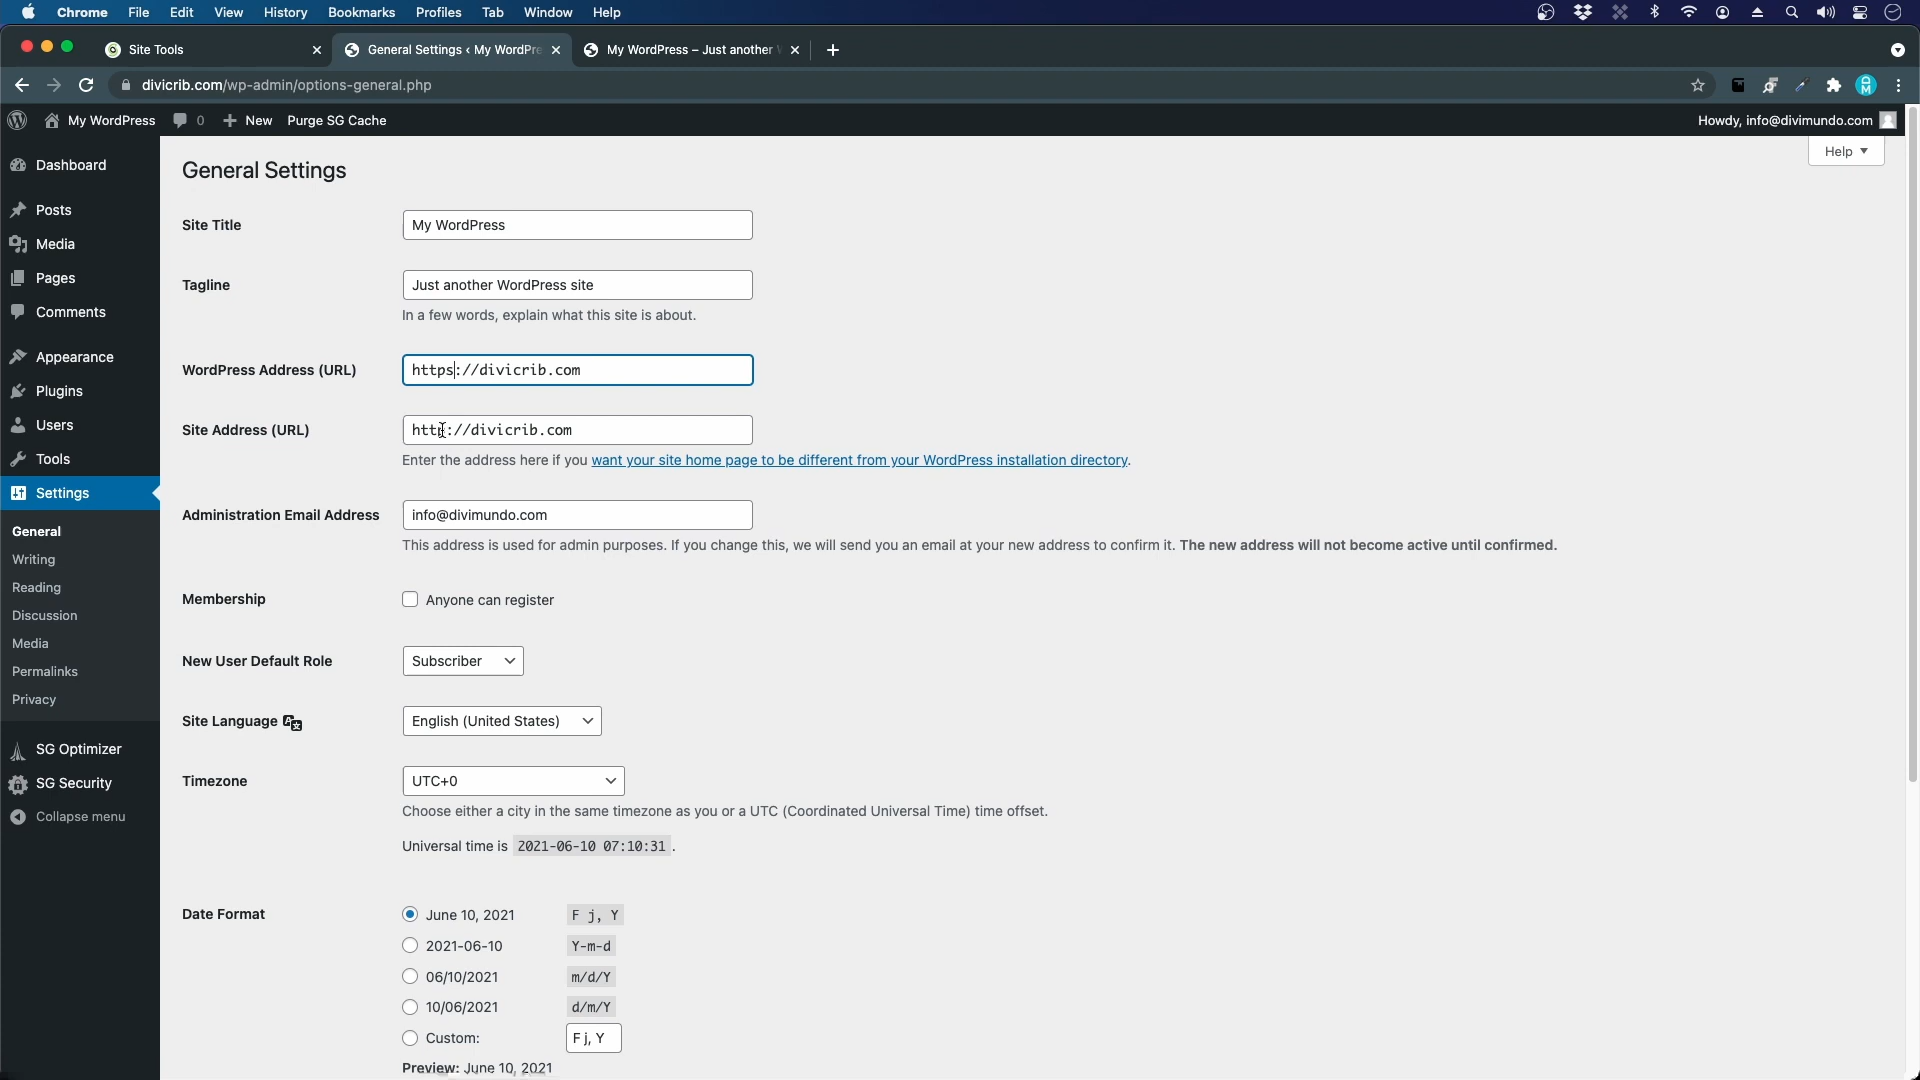 Chrome File Edit View History Bookmarks Profiles Tab Window Help
Site Tools
General Settings ‹ My WordPre
My WordPress – Just another
divicrib.com/wp-admin/options-general.php
My WordPress 0 New Purge SG Cache
Howdy, info@divimundo.com
Help
Dashboard
Posts
Media
Pages
Comments
Appearance
Plugins
Users
Tools
Settings
General
Writing
Reading
Discussion
Media
Permalinks
Privacy
SG Optimizer
SG Security
Collapse menu
General Settings
Site Title My WordPress
Tagline Just another WordPress site
In a few words, explain what this site is about.
WordPress Address (URL) https://divicrib.com
Site Address (URL) http://divicrib.com
Enter the address here if you want your site home page to be different from your WordPress installation directory.
Administration Email Address info@divimundo.com
This address is used for admin purposes. If you change this, we will send you an email at your new address to confirm it. The new address will not become active until confirmed.
Membership Anyone can register
New User Default Role Subscriber
Site Language English (United States)
Timezone UTC+0
Choose either a city in the same timezone as you or a UTC (Coordinated Universal Time) time offset.
Universal time is 2021-06-10 07:10:31 .
Date Format June 10, 2021 F j, Y
2021-06-10 Y-m-d
06/10/2021 m/d/Y
10/06/2021 d/m/Y
Custom: F j, Y
Preview: June 10, 2021